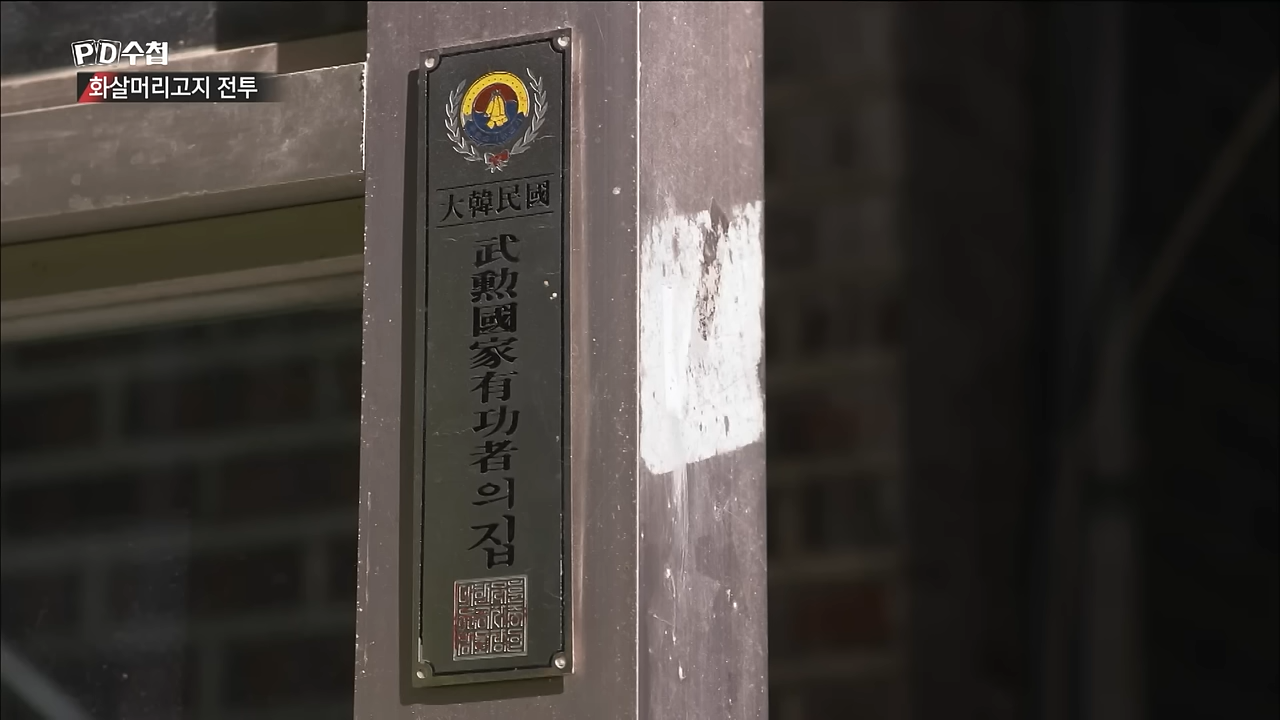 PD수첩
화살머리고지 전투
大韓民國
武勲國家有功者의집